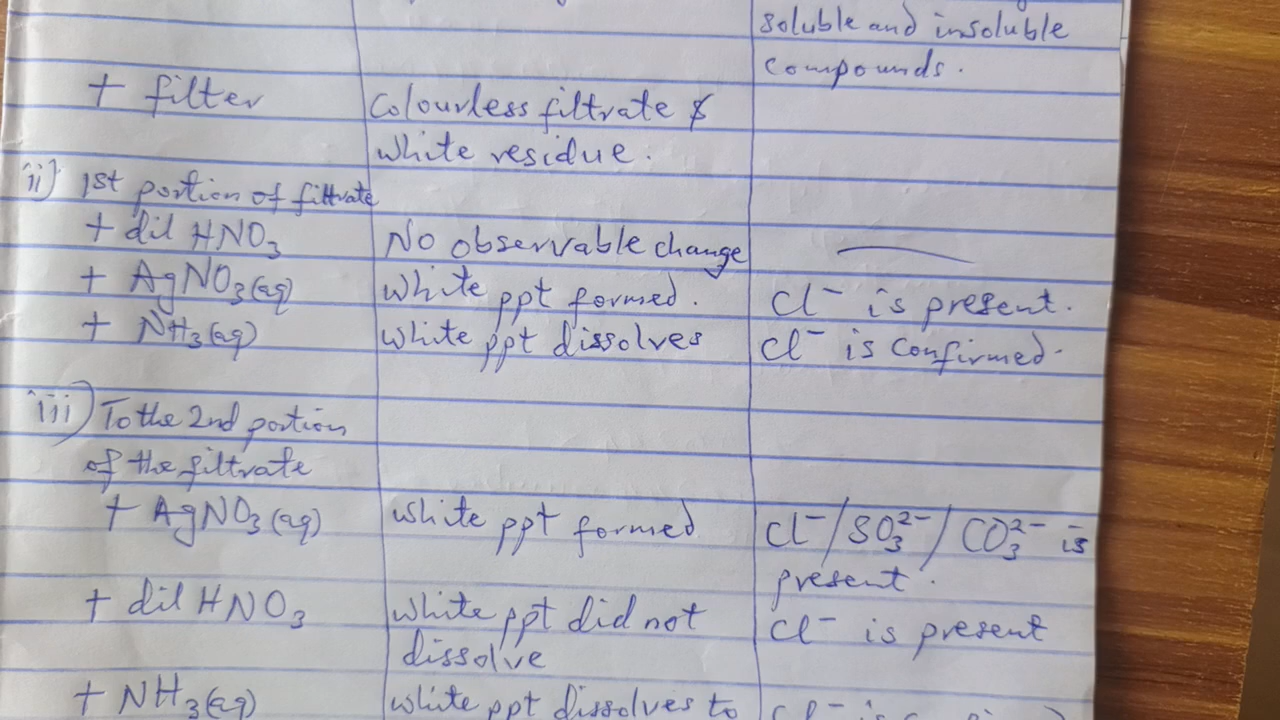 soluble and insoluble
compounds.
+ filter
Colourless filtrate &
white residue.
ii) 1st portion of filtrate
+ dil HNO₃
No observable change
+ AgNO₃(aq)
white ppt formed.
Cl⁻ is present.
+ NH₃(aq)
white ppt dissolves
Cl⁻ is confirmed.
iii) To the 2nd portion
of the filtrate
+ AgNO₃(aq)
white ppt formed
Cl⁻/SO₃²⁻/CO₃²⁻ is
present.
+ dil HNO₃
white ppt did not
dissolve
Cl⁻ is present
+ NH₃(aq)
white ppt dissolves to
Cl⁻ is